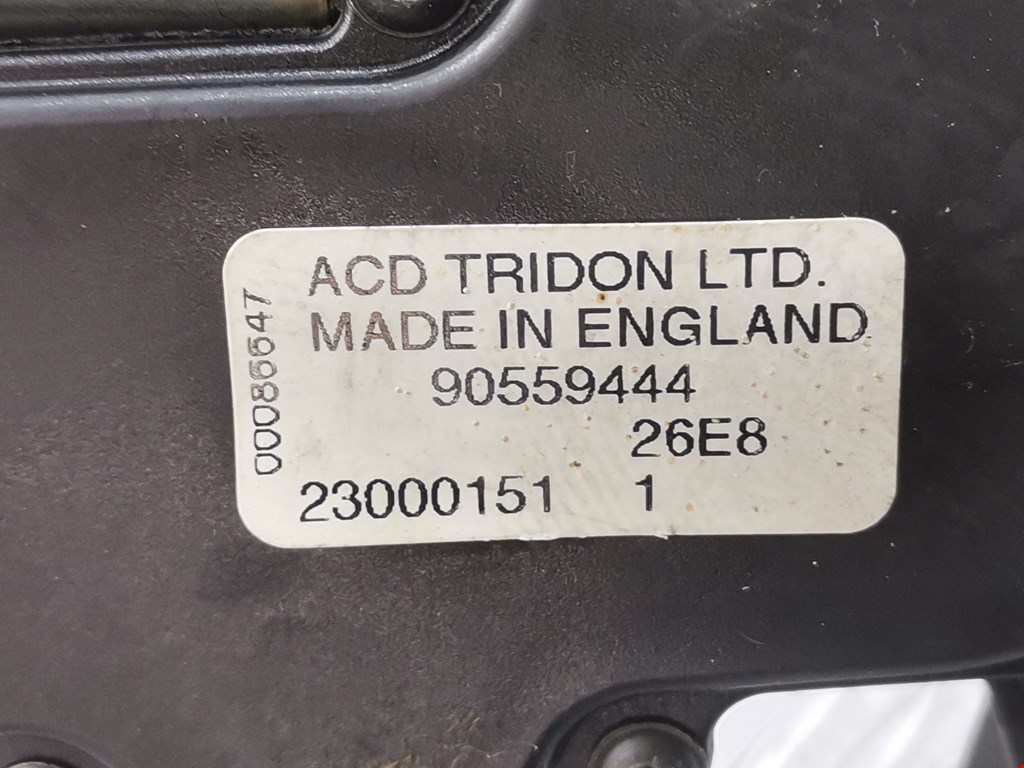 ACD TRIDON LTD.
MADE IN ENGLAND
90559444
26E8
23000151 1
00086647